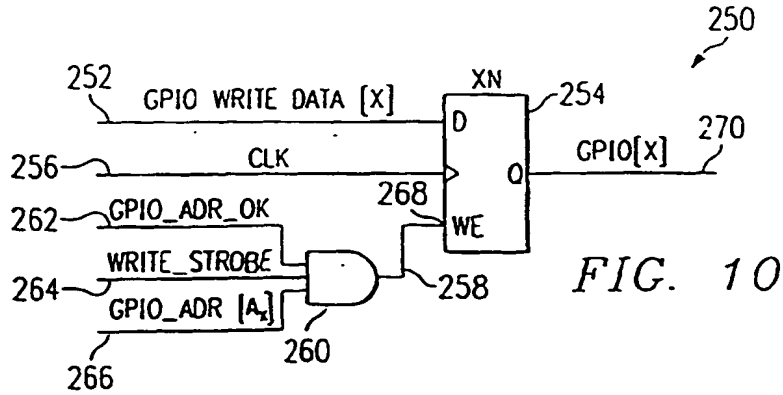 250
252
GPIO WRITE DATA [X]
XN
254
D
256
CLK
Q
GPIO[X]
270
262
GPIO_ADR_OK
268
WE
264
WRITE_STROBE
258
GPIO_ADR [Ax]
260
266
FIG. 10